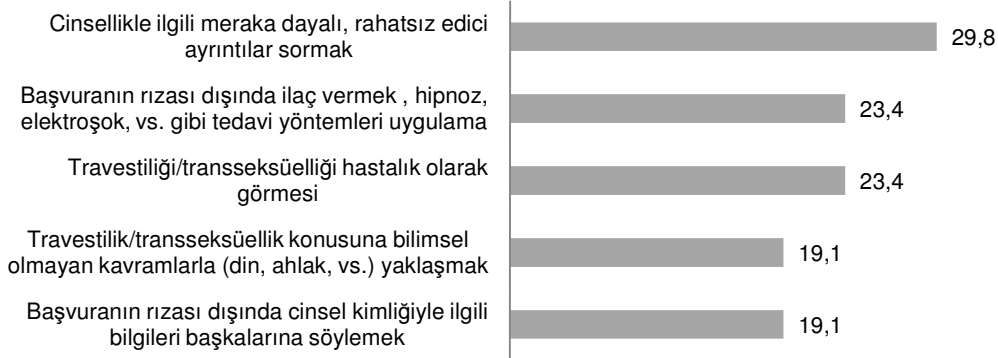 Cinsellikle ilgili meraka dayalı, rahatsız edici
ayrıntılar sormak
29,8
Başvuranın rızası dışında ilaç vermek , hipnoz,
elektroşok, vs. gibi tedavi yöntemleri uygulama
23,4
Travestiliği/transseksüelliği hastalık olarak
görmesi
23,4
Travestilik/transseksüellik konusuna bilimsel
olmayan kavramlarla (din, ahlak, vs.) yaklaşmak
19,1
Başvuranın rızası dışında cinsel kimliğiyle ilgili
bilgileri başkalarına söylemek
19,1